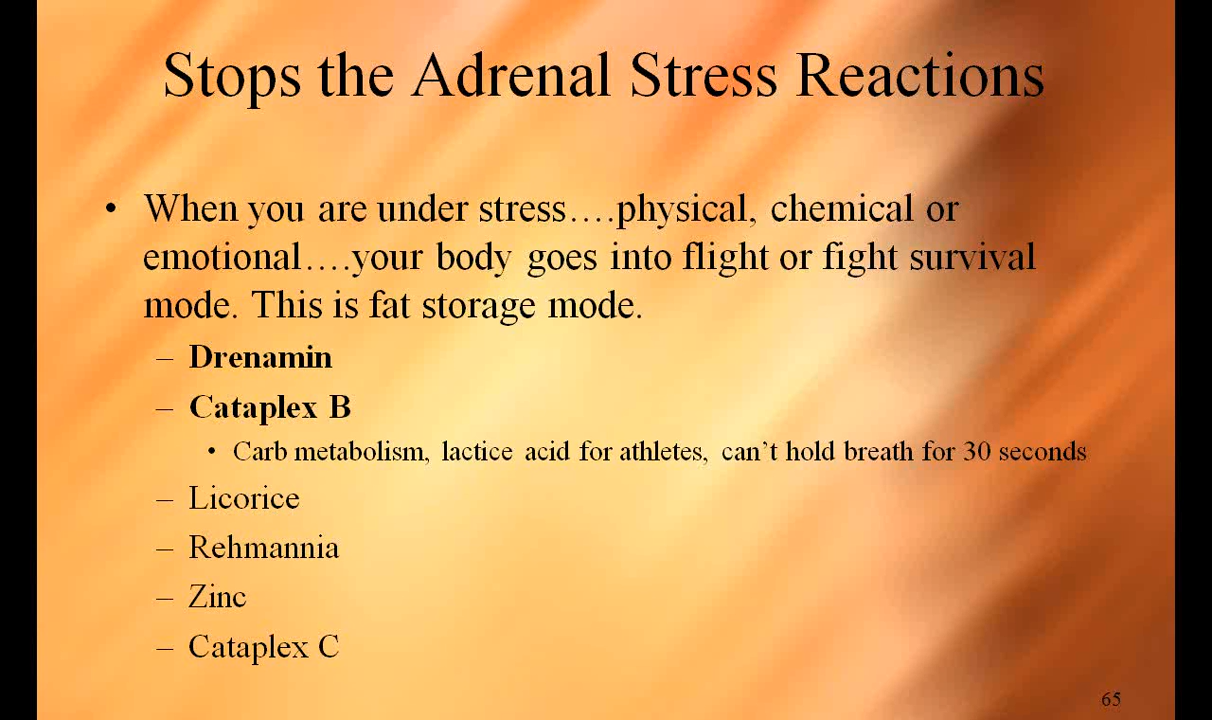 Stops the Adrenal Stress Reactions
• When you are under stress….physical, chemical or
emotional….your body goes into flight or fight survival
mode. This is fat storage mode.
– Drenamin
– Cataplex B
• Carb metabolism, lactice acid for athletes, can't hold breath for 30 seconds
– Licorice
– Rehmannia
– Zinc
– Cataplex C
65